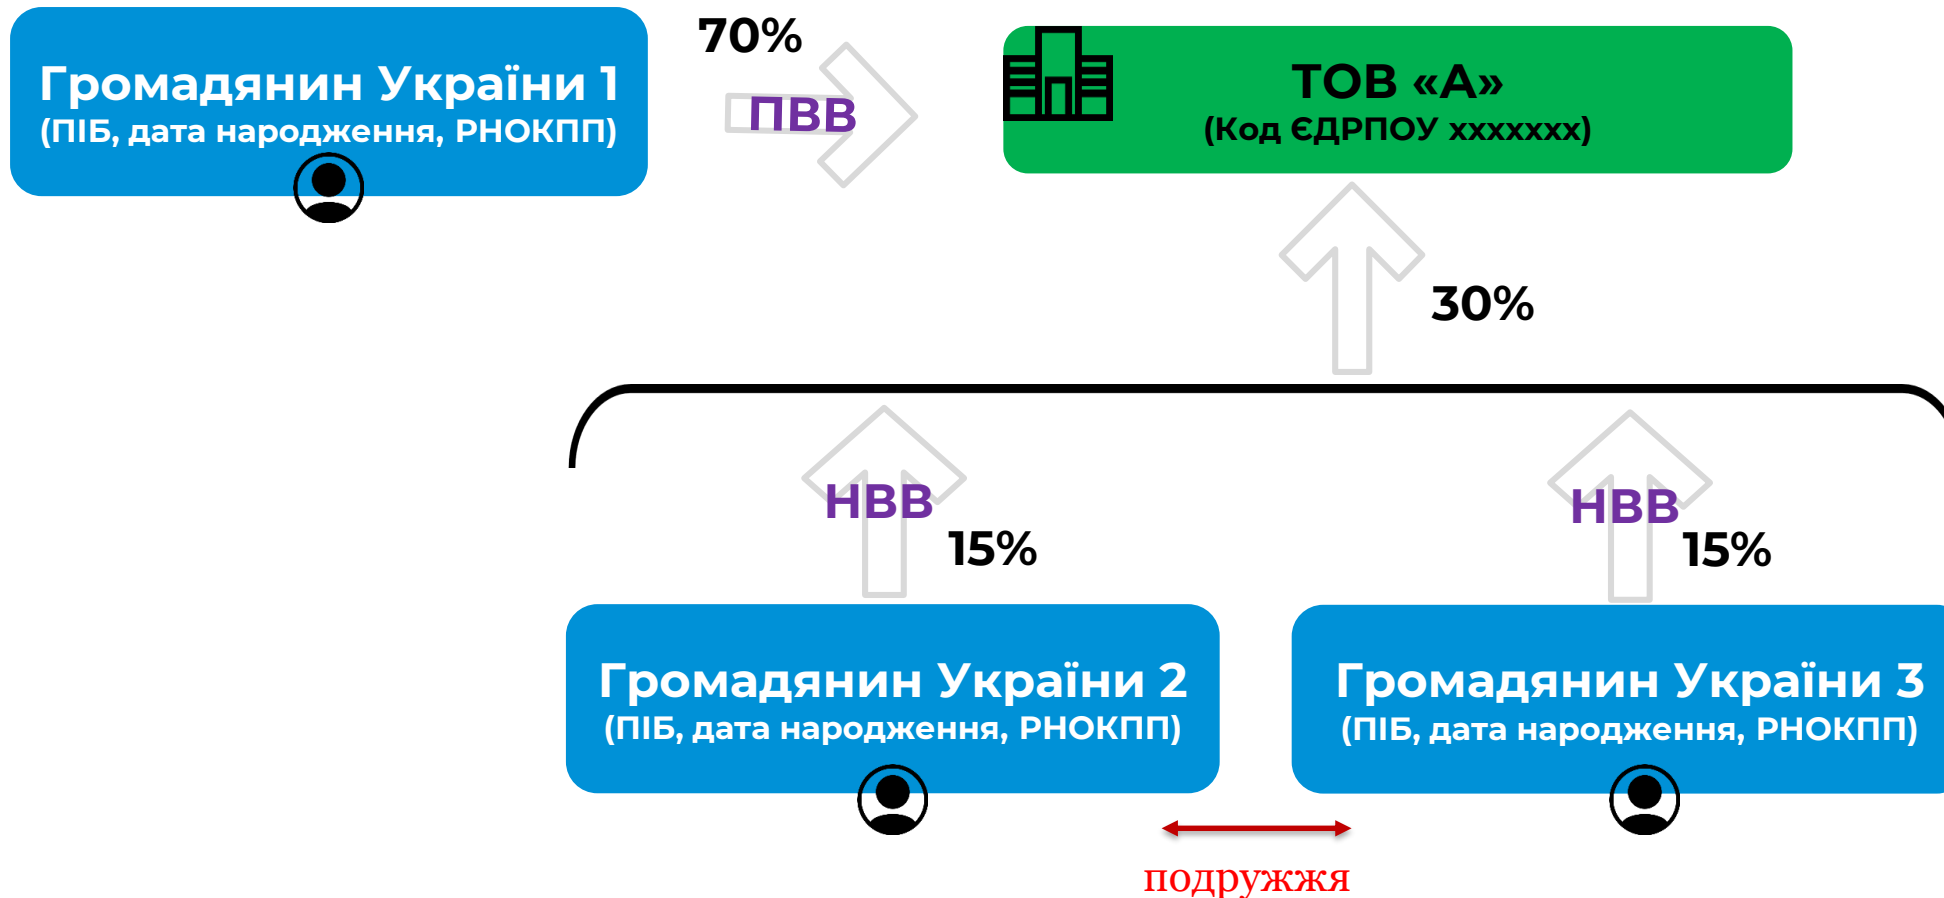 Громадянин України 1
(ПІБ, дата народження, РНОКПП)
70%
ПВВ
ТОВ «А»
(Код ЄДРПОУ ххххххх)
30%
НВВ
15%
НВВ
15%
Громадянин України 2
(ПІБ, дата народження, РНОКПП)
Громадянин України 3
(ПІБ, дата народження, РНОКПП)
подружжя